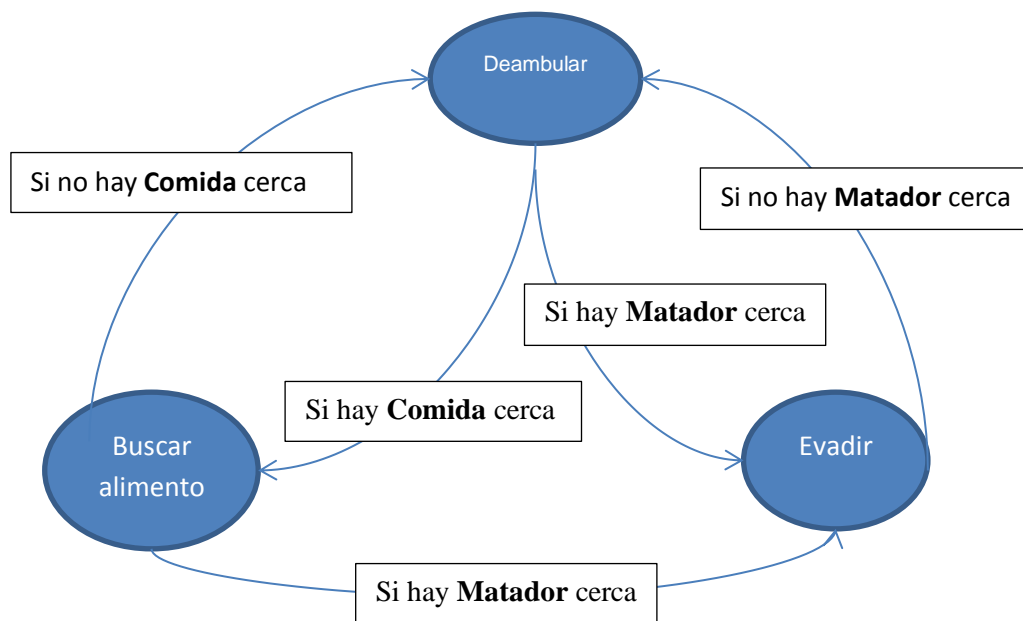 Deambular
Si no hay Comida cerca
Si no hay Matador cerca
Si hay Matador cerca
Si hay Comida cerca
Buscar
alimento
Evadir
Si hay Matador cerca